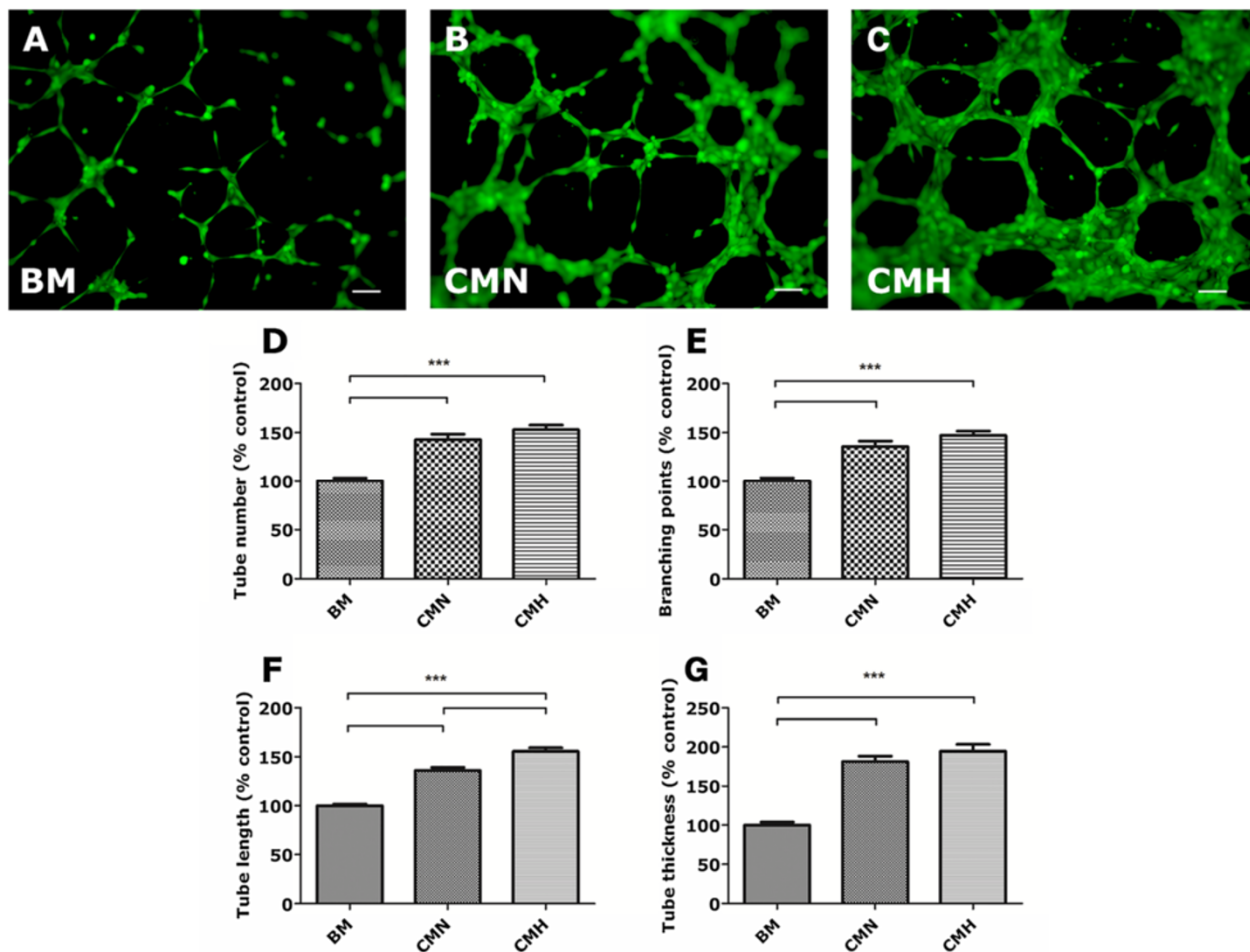 A B C
BM CMN CMH
D E
*** ***
Tube number (% control) Branching points (% control)
200 200
150 150
100 100
50 50
0 0
BM CMN CMH BM CMN CMH
F G
*** ***
Tube length (% control) Tube thickness (% control)
200 250
150 200
100 150
50 100
0 50
0
BM CMN CMH BM CMN CMH